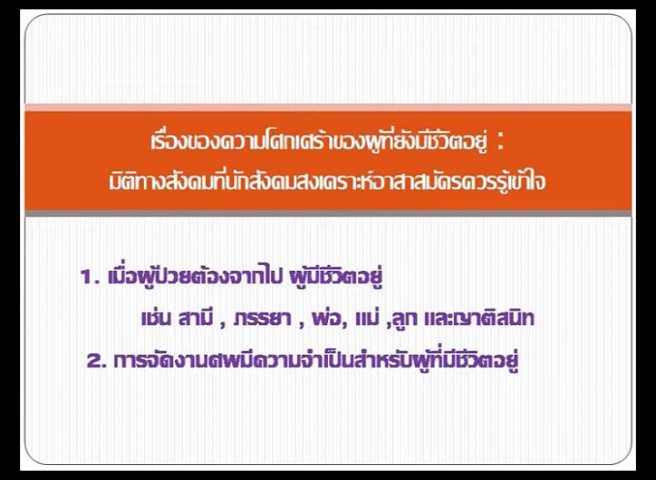 เรื่องของความโศกเศร้าของผู้ที่ยังมีชีวิตอยู่ :
มิติทางสังคมที่นักสังคมสงเคราะห์อาสาสมัครควรรู้เข้าใจ
1. เมื่อผู้ป่วยต้องจากไป ผู้มีชีวิตอยู่
เช่น สามี , ภรรยา , พ่อ, แม่ ,ลูก และญาติสนิท
2. การจัดงานศพมีความจำเป็นสำหรับผู้ที่มีชีวิตอยู่